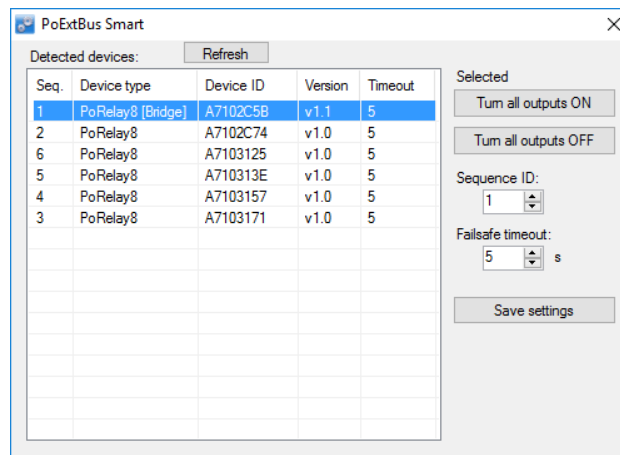 PoExtBus Smart
Detected devices:
Refresh
Seq. Device type Device ID Version Timeout
1 PoRelay8 [Bridge] A7102C5B v1.1 5
2 PoRelay8 A7102C74 v1.0 5
6 PoRelay8 A7103125 v1.0 5
5 PoRelay8 A710313E v1.0 5
4 PoRelay8 A7103157 v1.0 5
3 PoRelay8 A7103171 v1.0 5
Selected
Turn all outputs ON
Turn all outputs OFF
Sequence ID:
1
Failsafe timeout:
5 s
Save settings